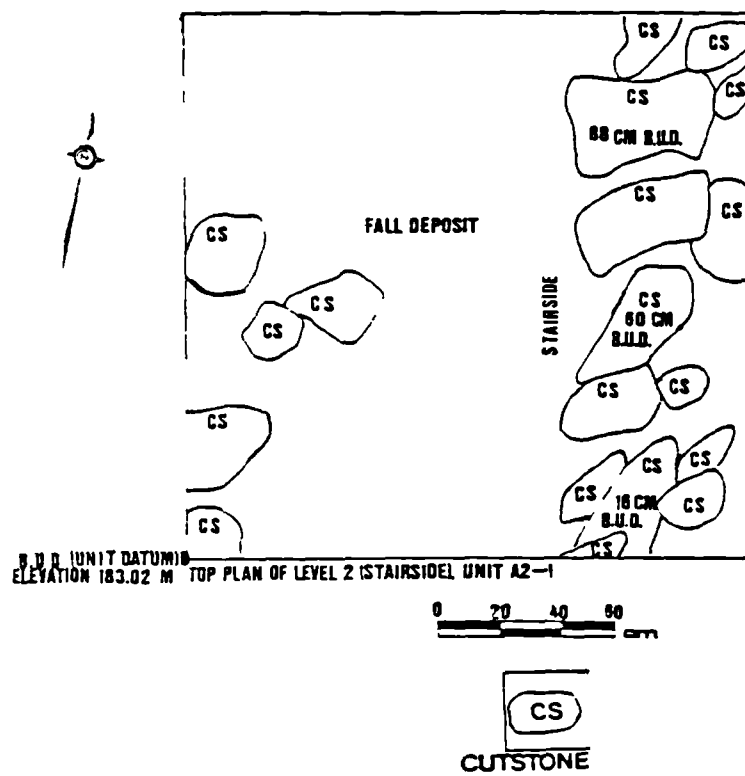 CS
CS
CS
CS
68 CM B.U.D.
CS
CS
CS
FALL DEPOSIT
CS
CS
60 CM
B.U.D.
STAIRSIDE
CS
CS
CS
CS
CS
CS
CS
16 CM
B.U.D.
CS
CS
CS
B.U.D. (UNIT DATUM)
ELEVATION 183.02 M
TOP PLAN OF LEVEL 2 (STAIRSIDE), UNIT A2—1
0 20 40 60
cm
CS
CUTSTONE